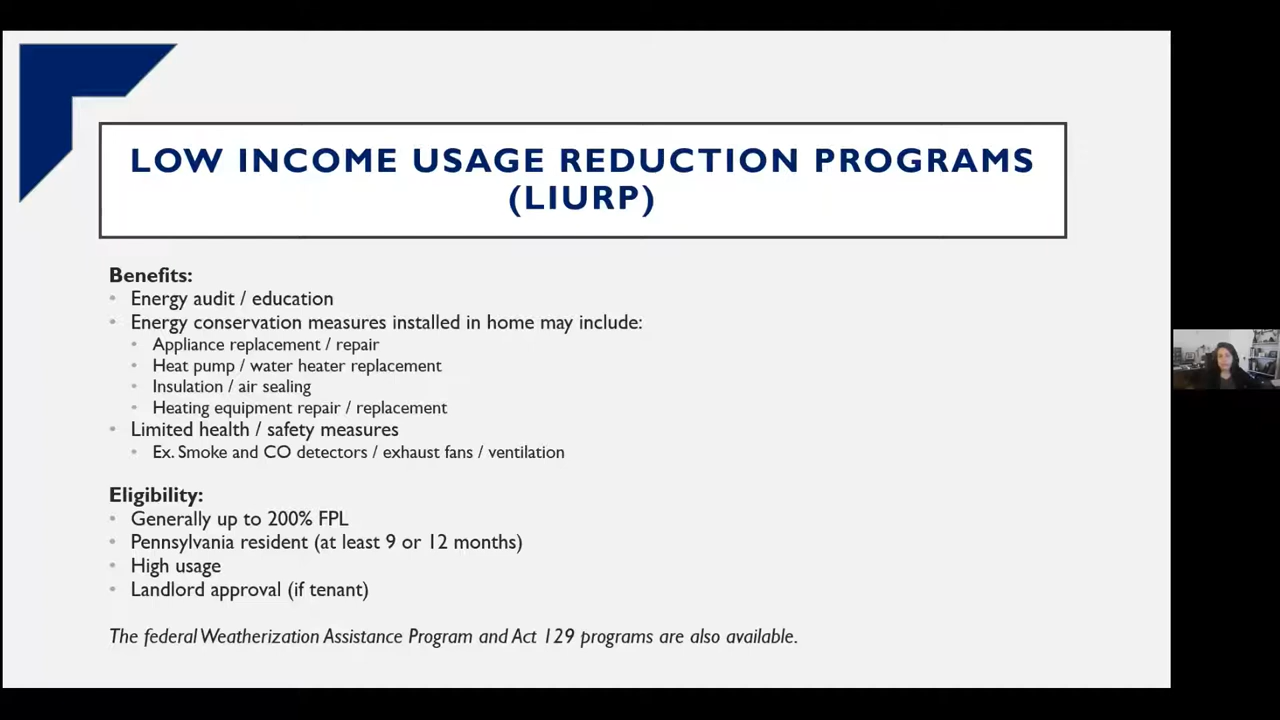 LOW INCOME USAGE REDUCTION PROGRAMS
(LIURP)
Benefits:
• Energy audit / education
• Energy conservation measures installed in home may include:
• Appliance replacement / repair
• Heat pump / water heater replacement
• Insulation / air sealing
• Heating equipment repair / replacement
• Limited health / safety measures
• Ex. Smoke and CO detectors / exhaust fans / ventilation
Eligibility:
• Generally up to 200% FPL
• Pennsylvania resident (at least 9 or 12 months)
• High usage
• Landlord approval (if tenant)
The federal Weatherization Assistance Program and Act 129 programs are also available.